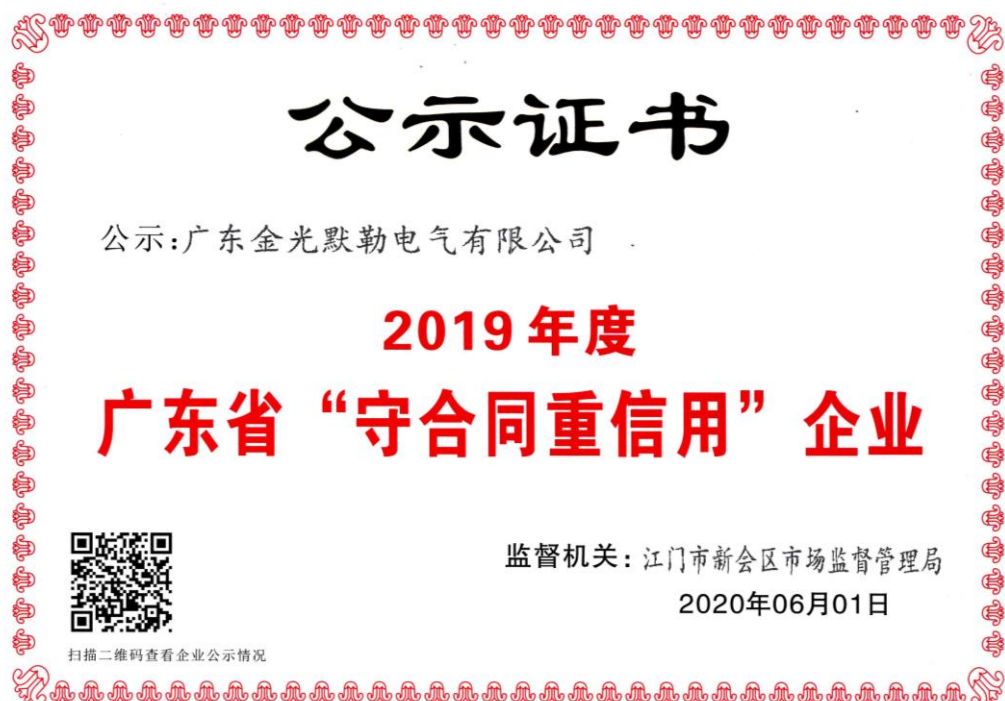 公示证书
公示:广东金光默勒电气有限公司
2019年度
广东省“守合同重信用”企业
监督机关:江门市新会区市场监督管理局
2020年06月01日
扫描二维码查看企业公示情况